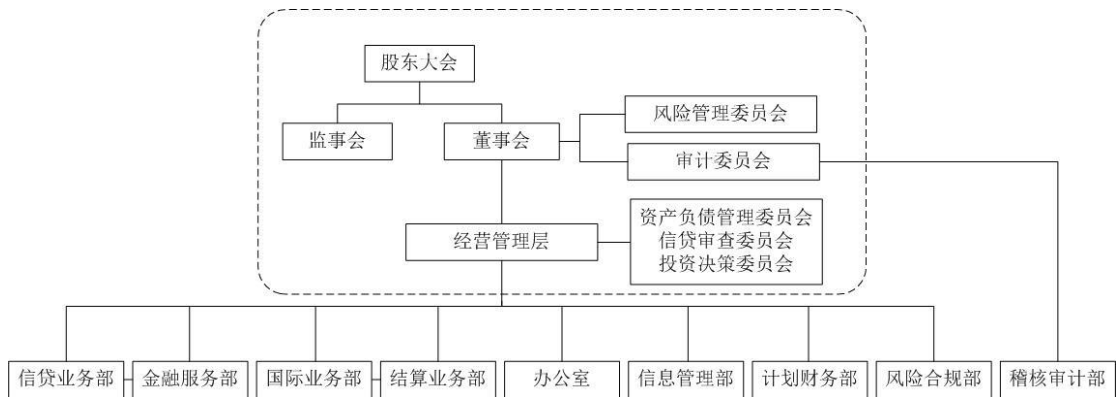 股东大会
监事会
董事会
风险管理委员会
审计委员会
经营管理层
资产负债管理委员会
信贷审查委员会
投资决策委员会
信贷业务部
金融服务部
国际业务部
结算业务部
办公室
信息管理部
计划财务部
风险合规部
稽核审计部